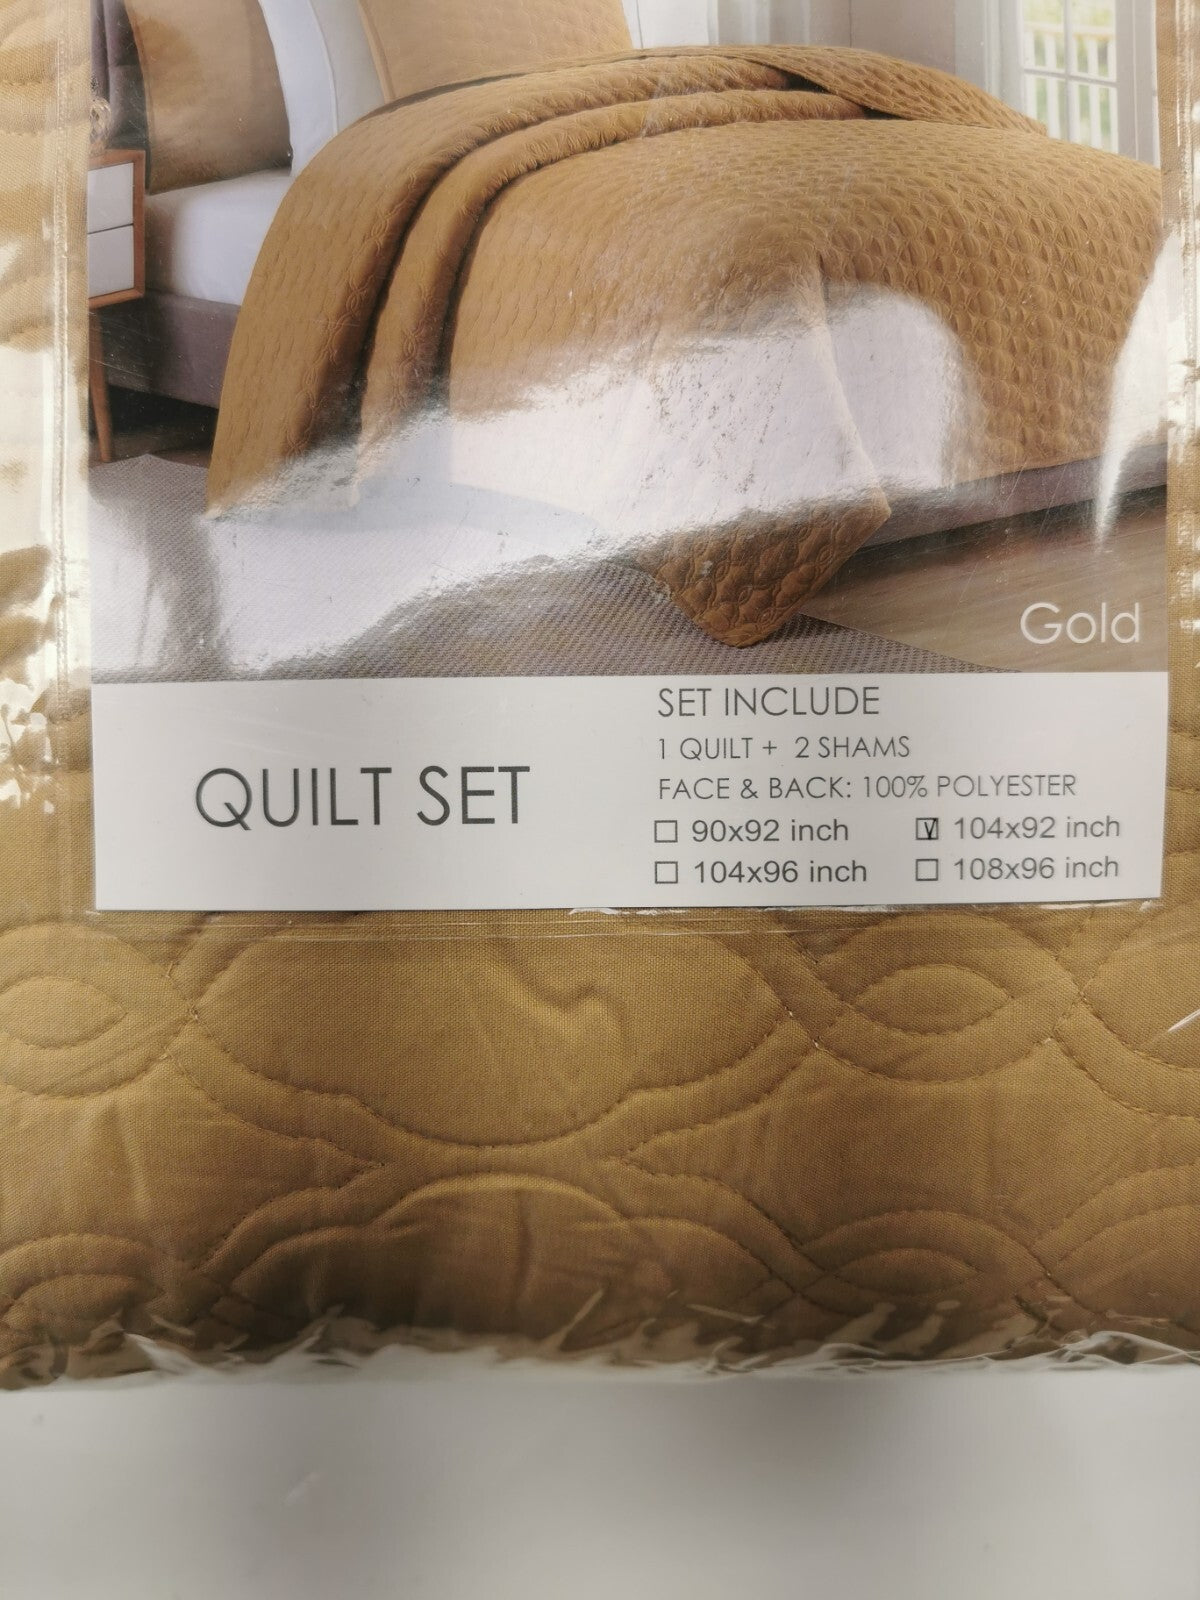 Gold
QUILT SET
SET INCLUDE
1 QUILT + 2 SHAMS
FACE & BACK: 100% POLYESTER
☐ 90x92 inch ☑ 104x92 inch
☐ 104x96 inch ☐ 108x96 inch